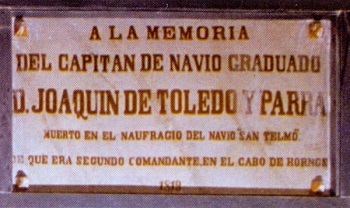 A LA MEMORIA
DEL CAPITAN DE NAVIO GRADUADO
D. JOAQUIN DE TOLEDO Y PARRA
MUERTO EN EL NAUFRAGIO DEL NAVIO SAN TELMO
DE QUE ERA SEGUNDO COMANDANTE, EN EL CABO DE HORNOS
1819